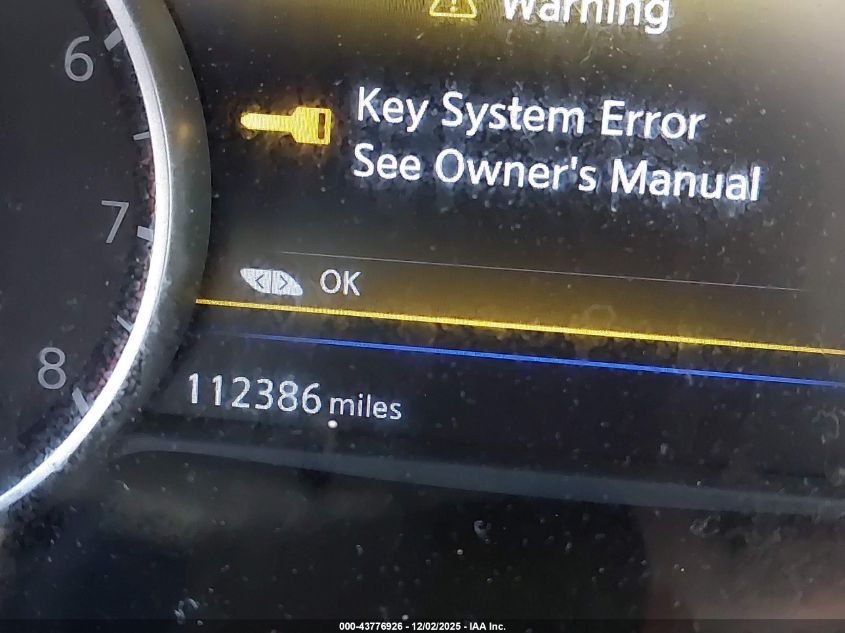 Warning
6
Key System Error
See Owner's Manual
7
OK
8
112386 miles
000-43776926 - 12/02/2025 - IAA Inc.